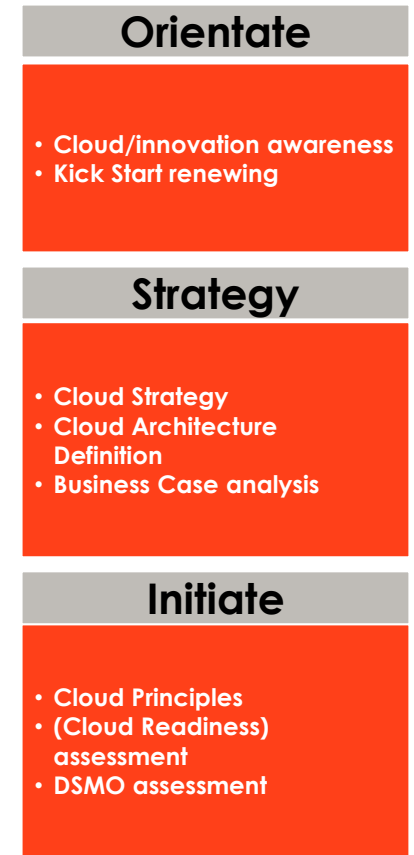 Orientate
• Cloud/innovation awareness
• Kick Start renewing
Strategy
• Cloud Strategy
• Cloud Architecture
Definition
• Business Case analysis
Initiate
• Cloud Principles
• (Cloud Readiness)
assessment
• DSMO assessment